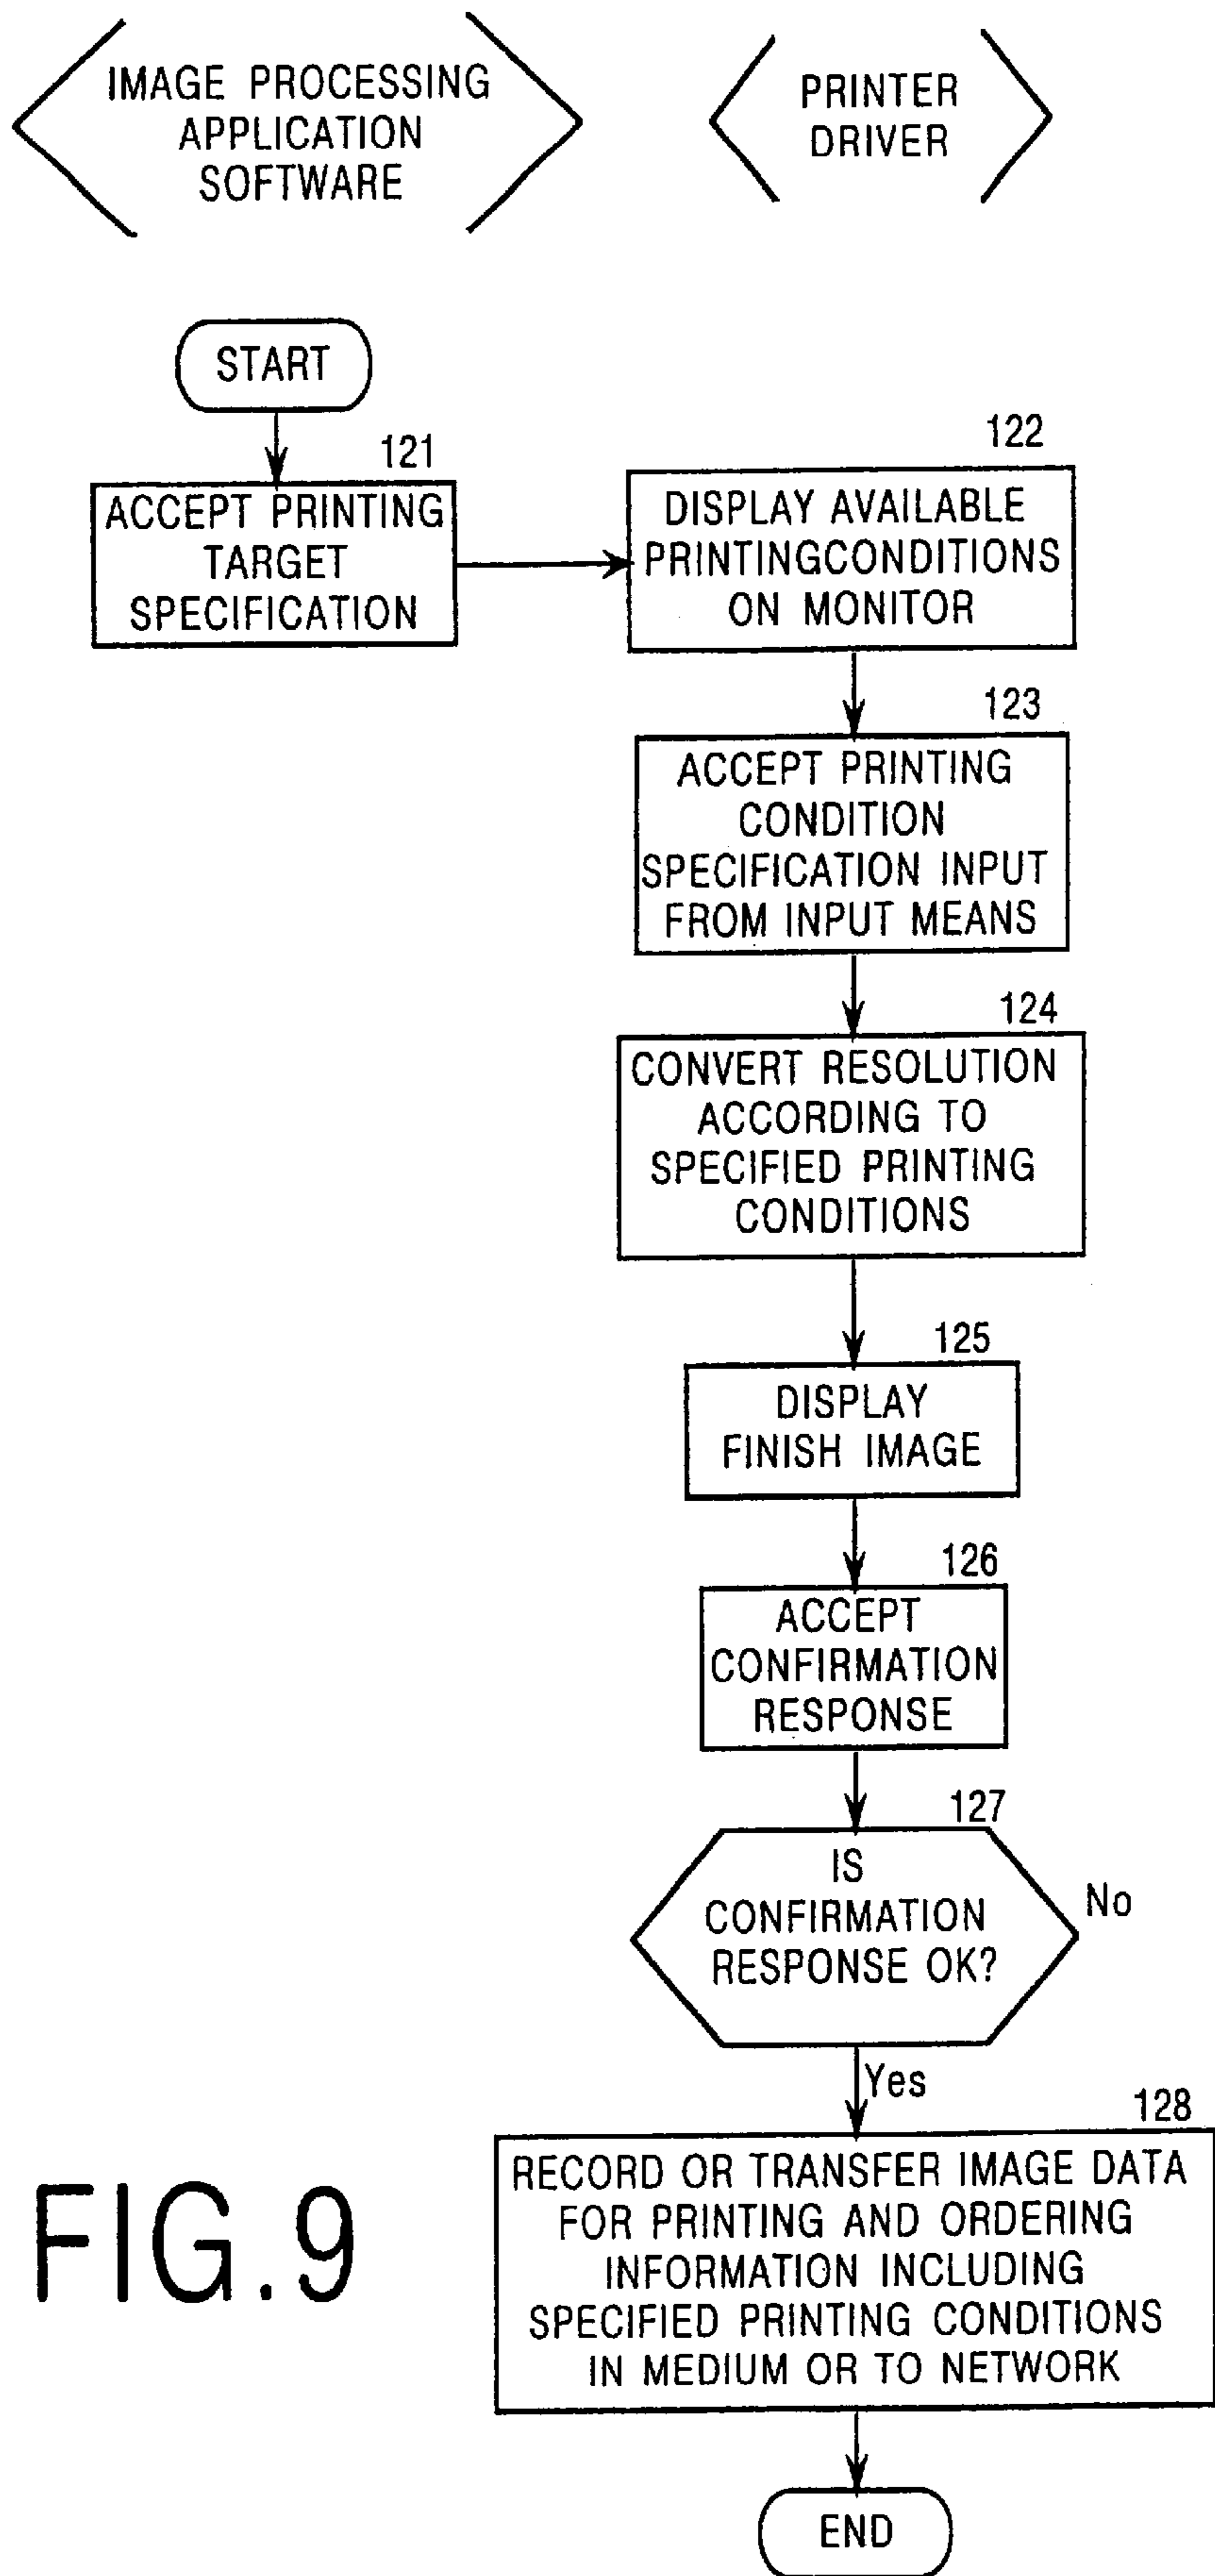 IMAGE PROCESSING
APPLICATION
SOFTWARE
PRINTER
DRIVER
START
121
ACCEPT PRINTING
TARGET
SPECIFICATION
122
DISPLAY AVAILABLE
PRINTINGCONDITIONS
ON MONITOR
123
ACCEPT PRINTING
CONDITION
SPECIFICATION INPUT
FROM INPUT MEANS
124
CONVERT RESOLUTION
ACCORDING TO
SPECIFIED PRINTING
CONDITIONS
125
DISPLAY
FINISH IMAGE
126
ACCEPT
CONFIRMATION
RESPONSE
127
IS
CONFIRMATION
RESPONSE OK?
No
Yes
128
RECORD OR TRANSFER IMAGE DATA
FOR PRINTING AND ORDERING
INFORMATION INCLUDING
SPECIFIED PRINTING CONDITIONS
IN MEDIUM OR TO NETWORK
END
FIG.9